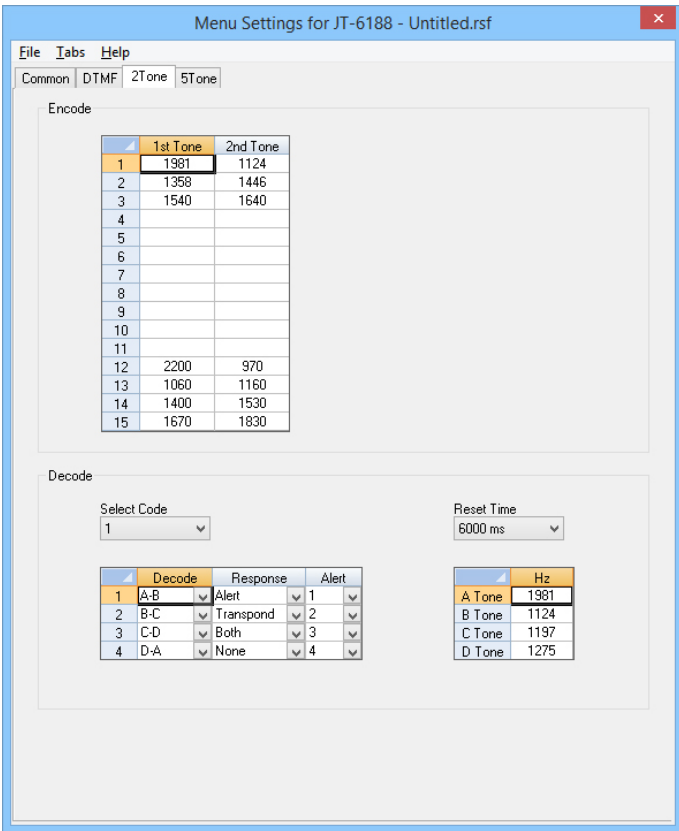 Menu Settings for JT-6188 - Untitled.rsf
File Tabs Help
Common DTMF 2Tone 5Tone
Encode
1st Tone 2nd Tone
1 1981 1124
2 1358 1446
3 1540 1640
4
5
6
7
8
9
10
11
12 2200 970
13 1060 1160
14 1400 1530
15 1670 1830
Decode
Select Code
1
Reset Time
6000 ms
Decode Response Alert
1 A-B Alert 1
2 B-C Transpond 2
3 C-D Both 3
4 D-A None 4
Hz
A Tone 1981
B Tone 1124
C Tone 1197
D Tone 1275